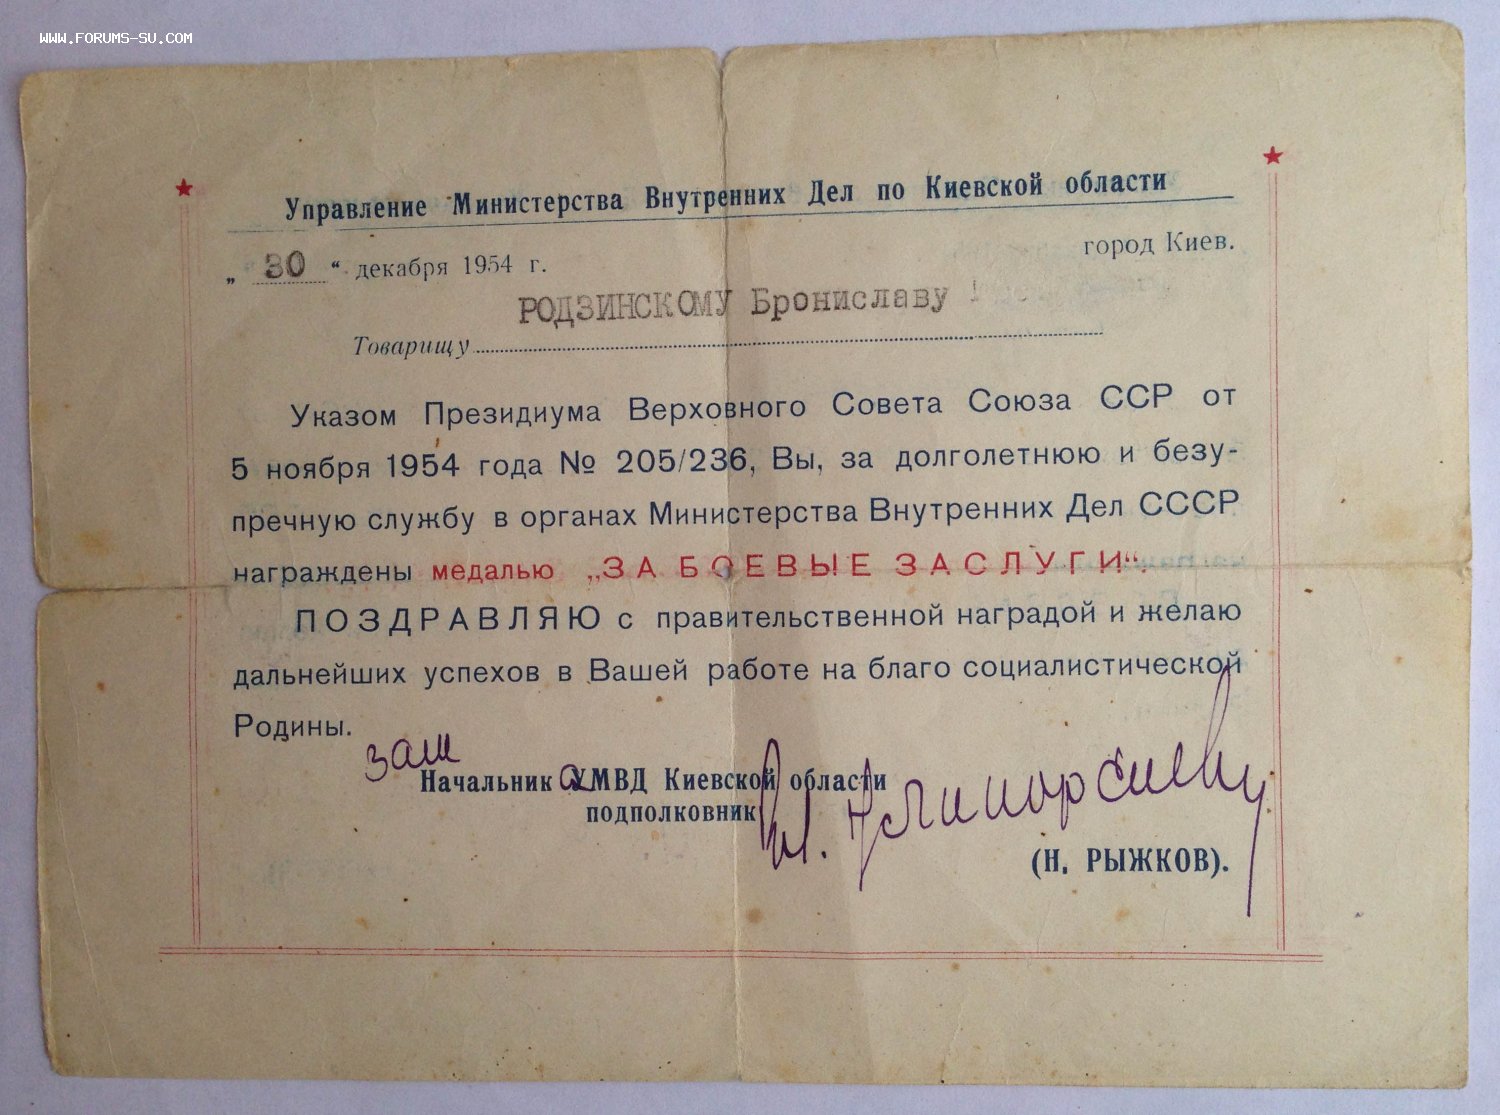 WWW.FORUMS-SU.COM
Управление Министерства Внутренних Дел по Киевской области
„ 30 “ декабря 1954 г.
город Киев.
РОДЗИНСКОМУ Брониславу
Товарищу
Указом Президиума Верховного Совета Союза ССР от
5 ноября 1954 года № 205/236, Вы, за долголетнюю и безу-
пречную службу в органах Министерства Внутренних Дел СССР
награждены медалью „ЗА БОЕВЫЕ ЗАСЛУГИ“.
ПОЗДРАВЛЯЮ с правительственной наградой и желаю
дальнейших успехов в Вашей работе на благо социалистической
Родины.
зам
Начальника УМВД Киевской области
подполковник
(Н. РЫЖКОВ).